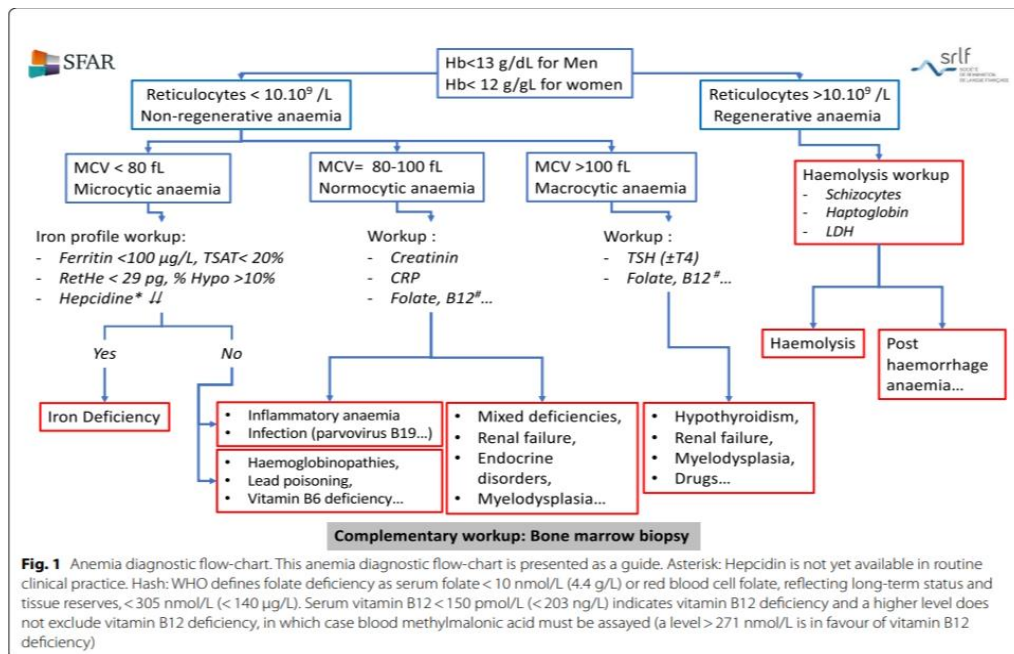 SFAR
srlf
SOCIÉTÉ
DE RÉANIMATION
DE LANGUE FRANÇAISE
Hb<13 g/dL for Men
Hb< 12 g/gL for women
Reticulocytes < 10.10⁹ /L
Non-regenerative anaemia
Reticulocytes >10.10⁹ /L
Regenerative anaemia
MCV < 80 fL
Microcytic anaemia
MCV= 80-100 fL
Normocytic anaemia
MCV >100 fL
Macrocytic anaemia
Haemolysis workup
- Schizocytes
- Haptoglobin
- LDH
Iron profile workup:
- Ferritin <100 µg/L, TSAT< 20%
- RetHe < 29 pg, % Hypo >10%
- Hepcidine* ⇊
Workup :
- Creatinin
- CRP
- Folate, B12#...
Workup :
- TSH (±T4)
- Folate, B12#...
Yes
No
Haemolysis
Post
haemorrhage
anaemia...
Iron Deficiency
• Inflammatory anaemia
• Infection (parvovirus B19...)
• Haemoglobinopathies,
• Lead poisoning,
• Vitamin B6 deficiency...
• Mixed deficiencies,
• Renal failure,
• Endocrine
disorders,
• Myelodysplasia...
• Hypothyroidism,
• Renal failure,
• Myelodysplasia,
• Drugs...
Complementary workup: Bone marrow biopsy
Fig. 1 Anemia diagnostic flow-chart. This anemia diagnostic flow-chart is presented as a guide. Asterisk: Hepcidin is not yet available in routine
clinical practice. Hash: WHO defines folate deficiency as serum folate < 10 nmol/L (4.4 g/L) or red blood cell folate, reflecting long-term status and
tissue reserves, < 305 nmol/L (< 140 µg/L). Serum vitamin B12 < 150 pmol/L (< 203 ng/L) indicates vitamin B12 deficiency and a higher level does
not exclude vitamin B12 deficiency, in which case blood methylmalonic acid must be assayed (a level > 271 nmol/L is in favour of vitamin B12
deficiency)